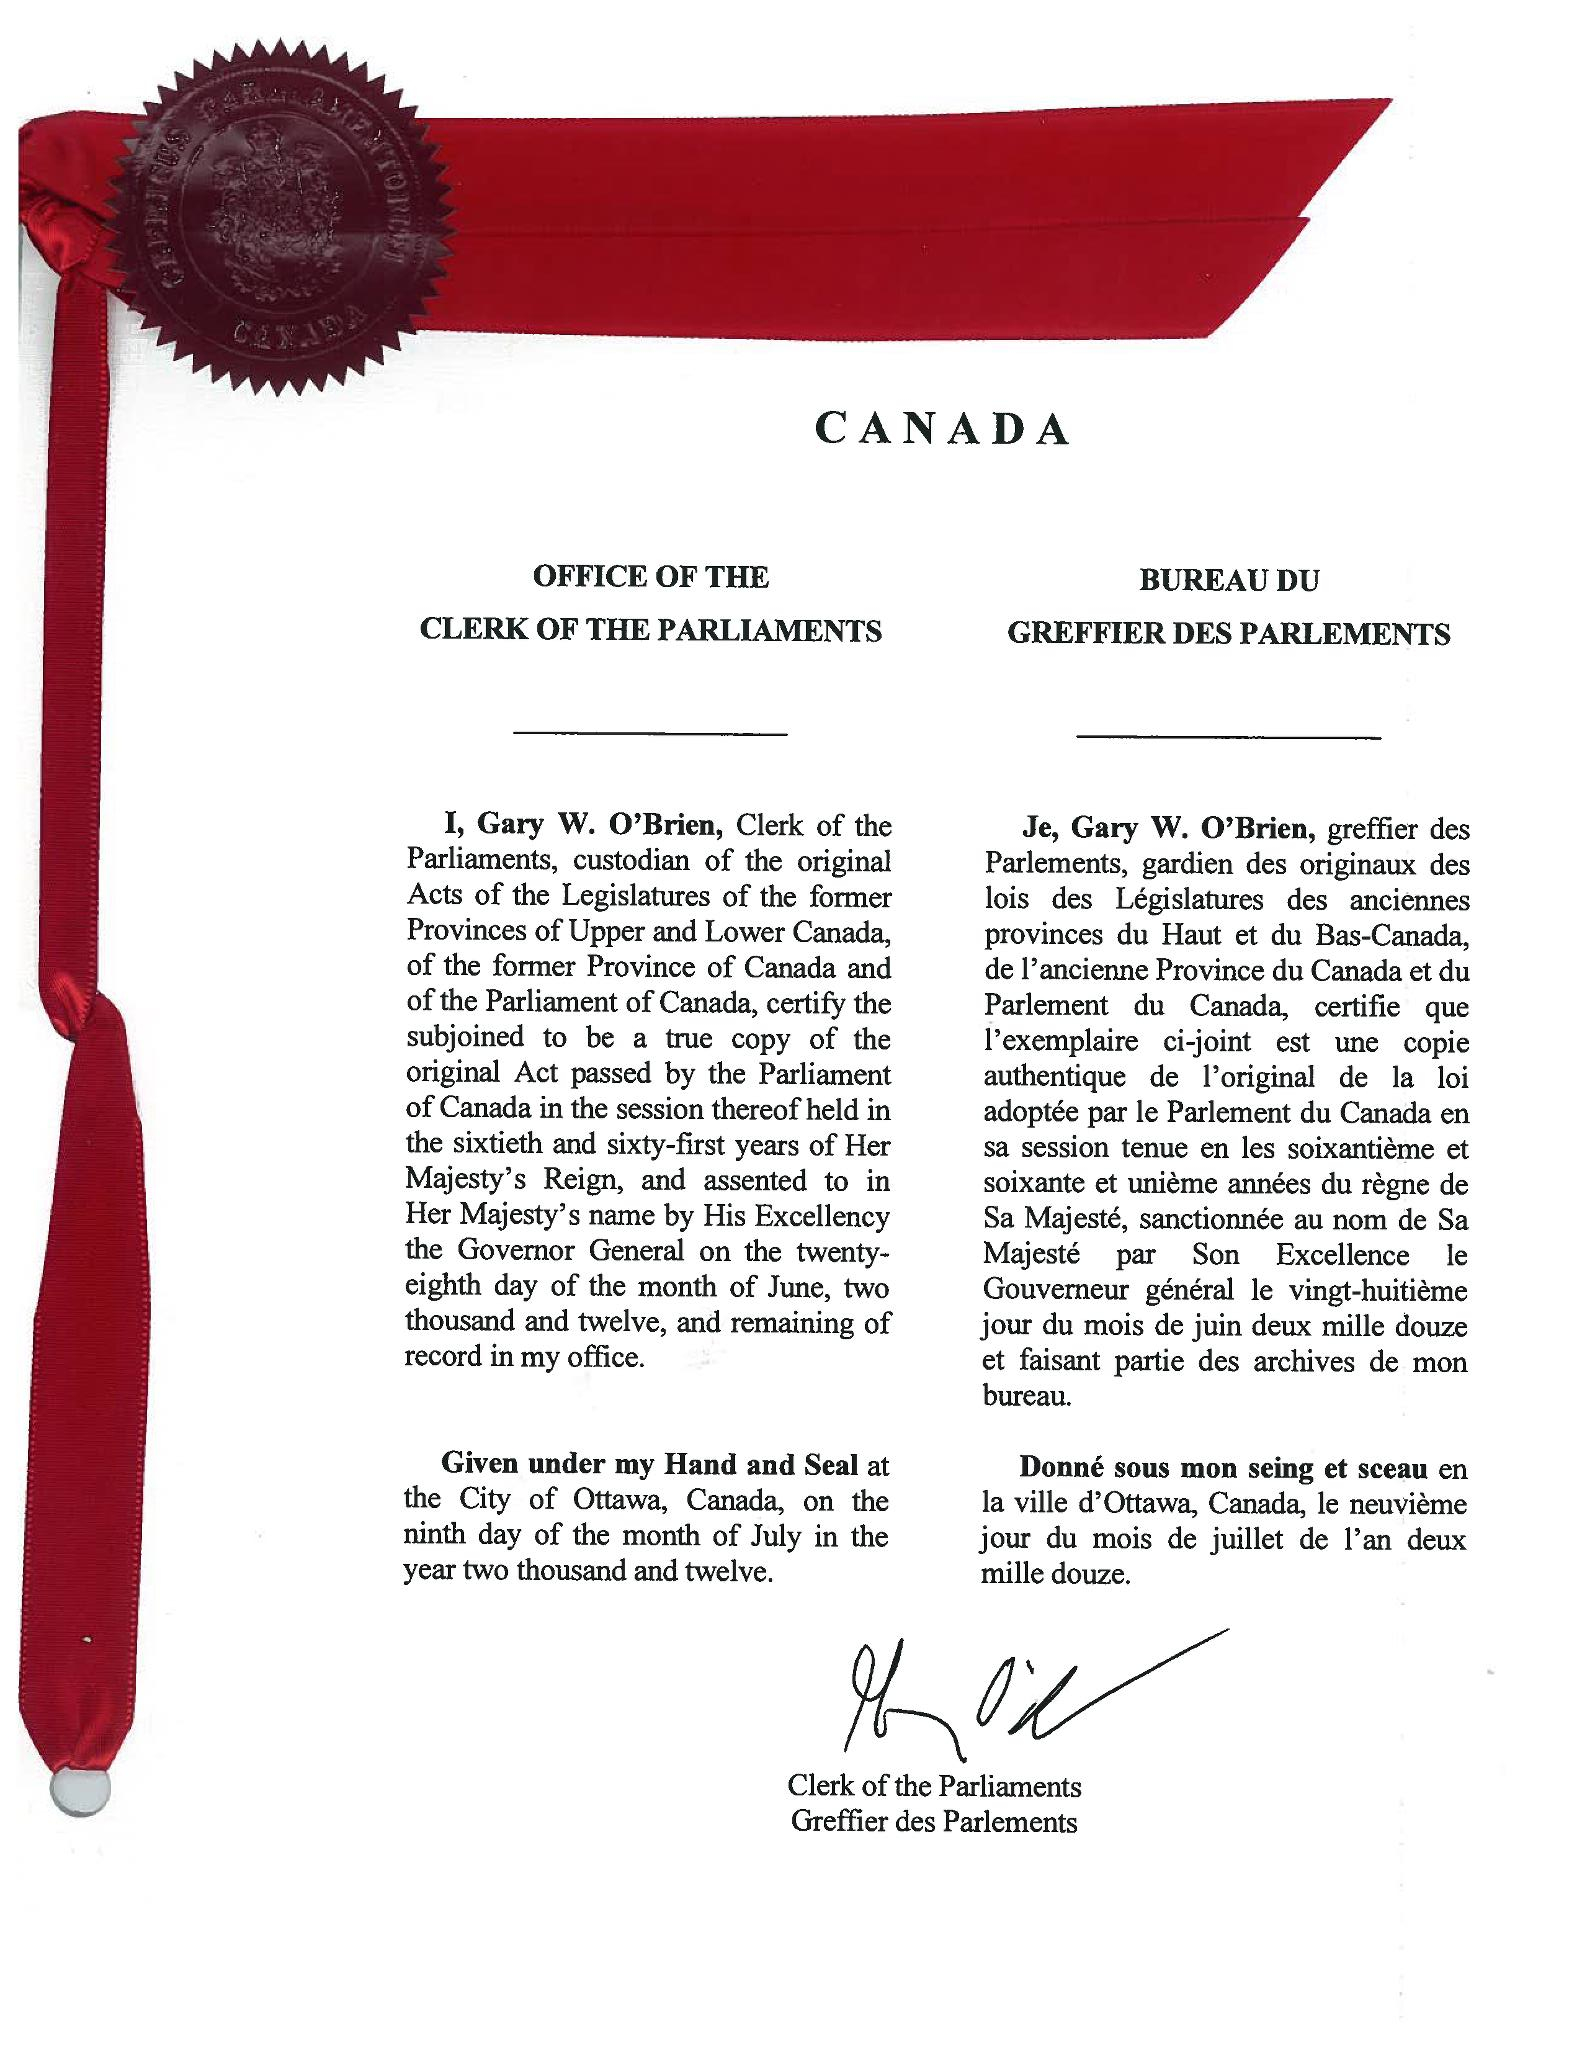 CLERICUS PARLIAMENTORUM
CANADA
CANADA
OFFICE OF THE
CLERK OF THE PARLIAMENTS
I, Gary W. O'Brien, Clerk of the
Parliaments, custodian of the original
Acts of the Legislatures of the former
Provinces of Upper and Lower Canada,
of the former Province of Canada and
of the Parliament of Canada, certify the
subjoined to be a true copy of the
original Act passed by the Parliament
of Canada in the session thereof held in
the sixtieth and sixty-first years of Her
Majesty's Reign, and assented to in
Her Majesty's name by His Excellency
the Governor General on the twenty-
eighth day of the month of June, two
thousand and twelve, and remaining of
record in my office.
Given under my Hand and Seal at
the City of Ottawa, Canada, on the
ninth day of the month of July in the
year two thousand and twelve.
BUREAU DU
GREFFIER DES PARLEMENTS
Je, Gary W. O'Brien, greffier des
Parlements, gardien des originaux des
lois des Législatures des anciennes
provinces du Haut et du Bas-Canada,
de l'ancienne Province du Canada et du
Parlement du Canada, certifie que
l'exemplaire ci-joint est une copie
authentique de l'original de la loi
adoptée par le Parlement du Canada en
sa session tenue en les soixantième et
soixante et unième années du règne de
Sa Majesté, sanctionnée au nom de Sa
Majesté par Son Excellence le
Gouverneur général le vingt-huitième
jour du mois de juin deux mille douze
et faisant partie des archives de mon
bureau.
Donné sous mon seing et sceau en
la ville d'Ottawa, Canada, le neuvième
jour du mois de juillet de l'an deux
mille douze.
Clerk of the Parliaments
Greffier des Parlements